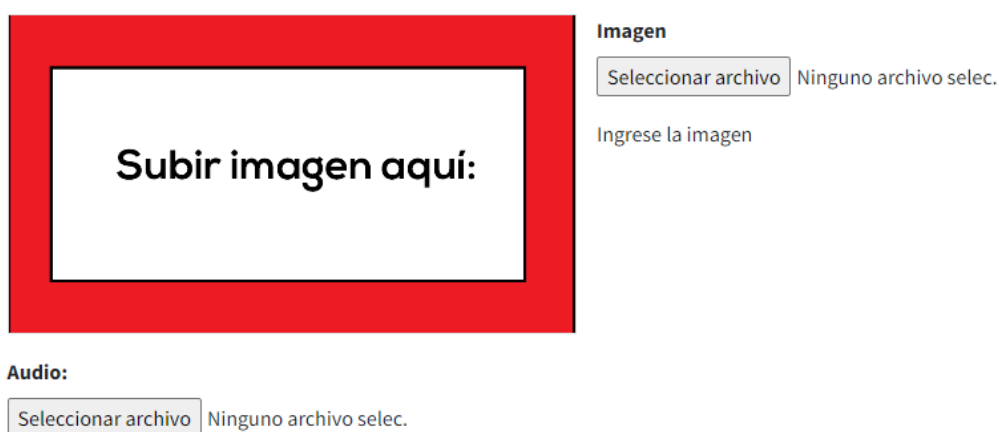 Subir imagen aquí:
Imagen
Seleccionar archivo Ninguno archivo selec.
Ingrese la imagen
Audio:
Seleccionar archivo Ninguno archivo selec.